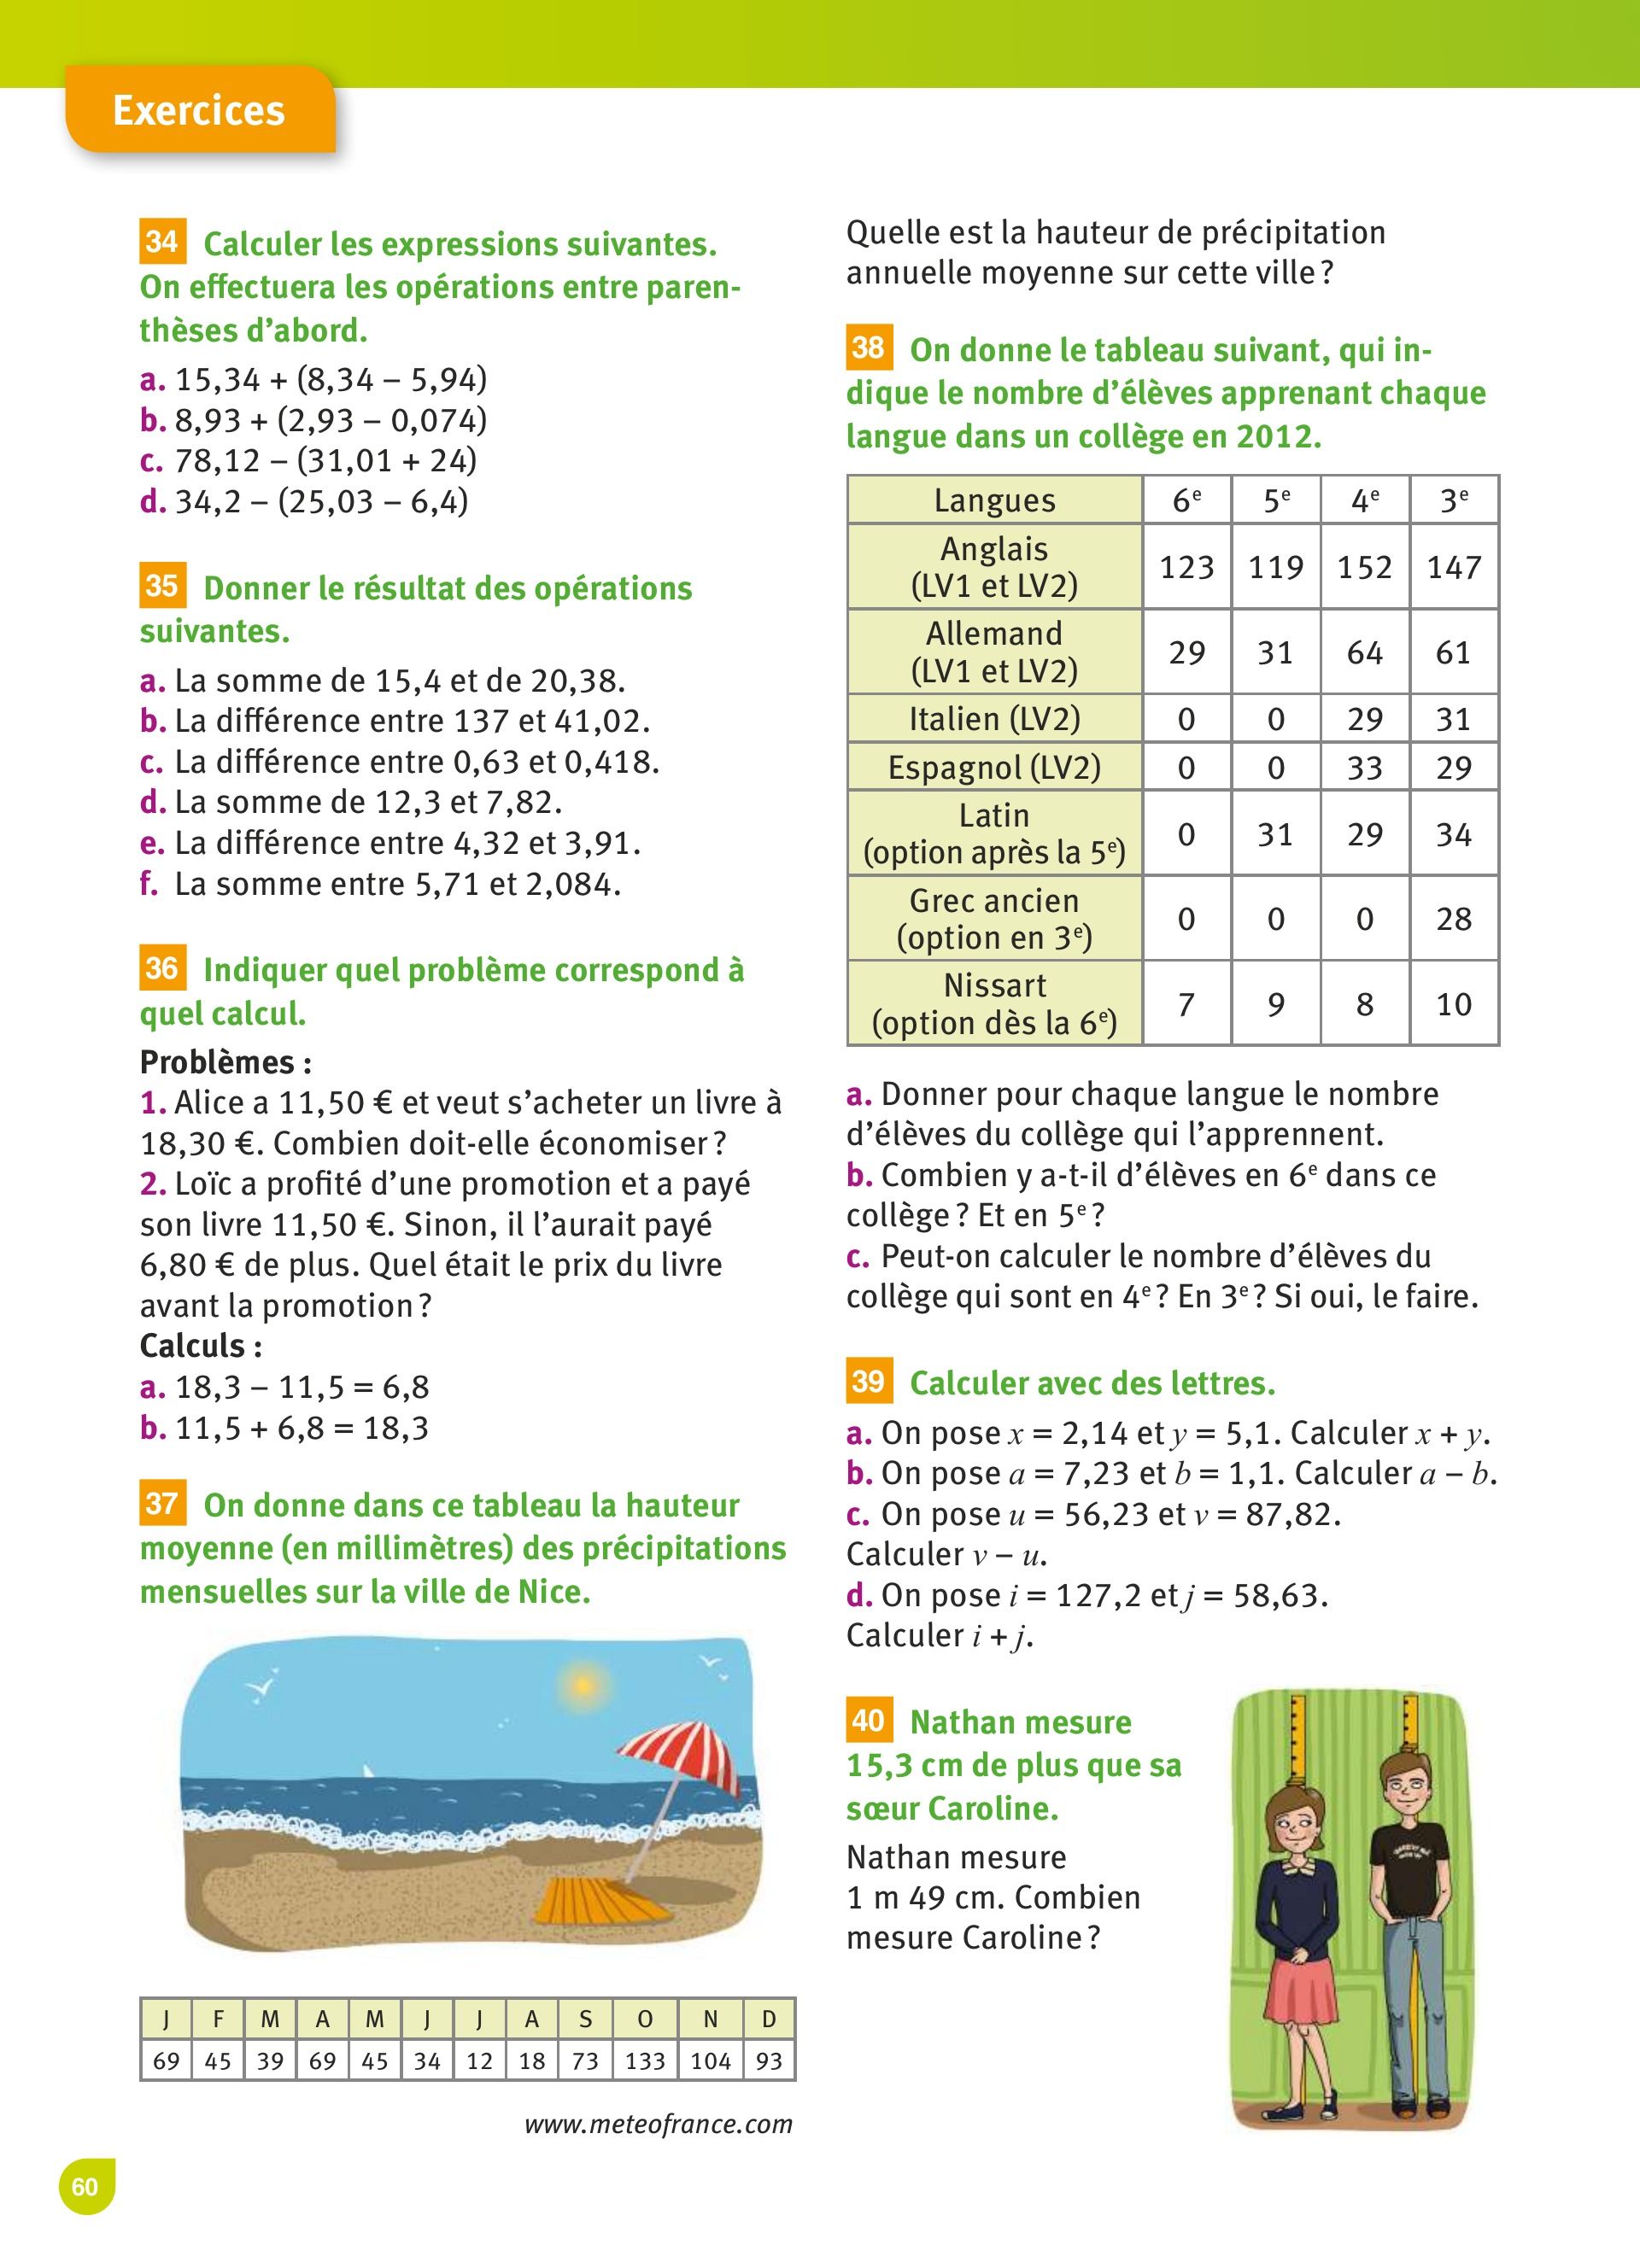 Exercices
34 Calculer les expressions suivantes.
On effectuera les opérations entre paren-
thèses d’abord.
a. 15,34 + (8,34 – 5,94)
b. 8,93 + (2,93 – 0,074)
c. 78,12 – (31,01 + 24)
d. 34,2 – (25,03 – 6,4)
35 Donner le résultat des opérations
suivantes.
a. La somme de 15,4 et de 20,38.
b. La différence entre 137 et 41,02.
c. La différence entre 0,63 et 0,418.
d. La somme de 12,3 et 7,82.
e. La différence entre 4,32 et 3,91.
f. La somme entre 5,71 et 2,084.
36 Indiquer quel problème correspond à
quel calcul.
Problèmes :
1. Alice a 11,50 € et veut s’acheter un livre à
18,30 €. Combien doit-elle économiser ?
2. Loïc a profité d’une promotion et a payé
son livre 11,50 €. Sinon, il l’aurait payé
6,80 € de plus. Quel était le prix du livre
avant la promotion ?
Calculs :
a. 18,3 – 11,5 = 6,8
b. 11,5 + 6,8 = 18,3
37 On donne dans ce tableau la hauteur
moyenne (en millimètres) des précipitations
mensuelles sur la ville de Nice.
J F M A M J J A S O N D
69 45 39 69 45 34 12 18 73 133 104 93
www.meteofrance.com
Quelle est la hauteur de précipitation
annuelle moyenne sur cette ville ?
38 On donne le tableau suivant, qui in-
dique le nombre d’élèves apprenant chaque
langue dans un collège en 2012.
Langues 6e 5e 4e 3e
Anglais
(LV1 et LV2) 123 119 152 147
Allemand
(LV1 et LV2) 29 31 64 61
Italien (LV2) 0 0 29 31
Espagnol (LV2) 0 0 33 29
Latin
(option après la 5e) 0 31 29 34
Grec ancien
(option en 3e) 0 0 0 28
Nissart
(option dès la 6e) 7 9 8 10
a. Donner pour chaque langue le nombre
d’élèves du collège qui l’apprennent.
b. Combien y a-t-il d’élèves en 6e dans ce
collège ? Et en 5e ?
c. Peut-on calculer le nombre d’élèves du
collège qui sont en 4e ? En 3e ? Si oui, le faire.
39 Calculer avec des lettres.
a. On pose x = 2,14 et y = 5,1. Calculer x + y.
b. On pose a = 7,23 et b = 1,1. Calculer a – b.
c. On pose u = 56,23 et v = 87,82.
Calculer v – u.
d. On pose i = 127,2 et j = 58,63.
Calculer i + j.
40 Nathan mesure
15,3 cm de plus que sa
sœur Caroline.
Nathan mesure
1 m 49 cm. Combien
mesure Caroline ?
60